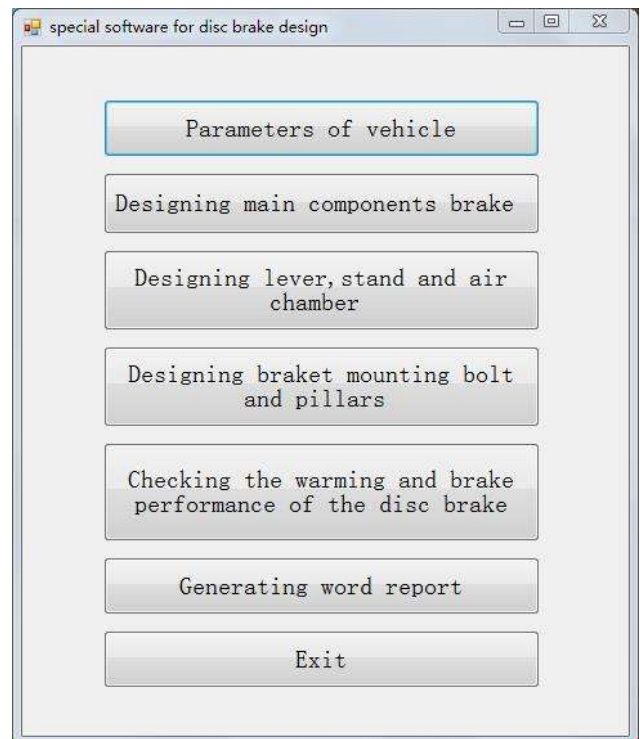 special software for disc brake design
Parameters of vehicle
Designing main components brake
Designing lever,stand and air
chamber
Designing braket mounting bolt
and pillars
Checking the warming and brake
performance of the disc brake
Generating word report
Exit